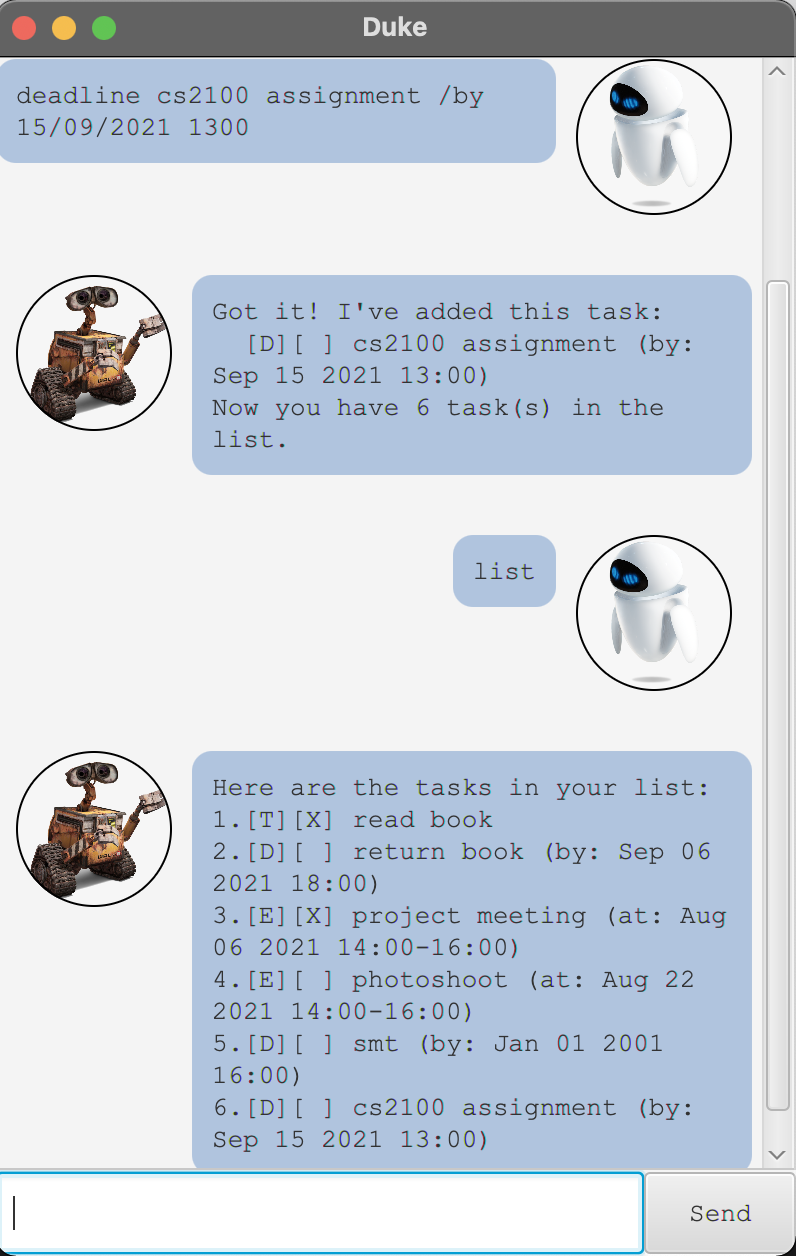 Duke
deadline cs2100 assignment /by
15/09/2021 1300
Got it! I've added this task:
[D][ ] cs2100 assignment (by:
Sep 15 2021 13:00)
Now you have 6 task(s) in the
list.
list
Here are the tasks in your list:
1.[T][X] read book
2.[D][ ] return book (by: Sep 06
2021 18:00)
3.[E][X] project meeting (at: Aug
06 2021 14:00-16:00)
4.[E][ ] photoshoot (at: Aug 22
2021 14:00-16:00)
5.[D][ ] smt (by: Jan 01 2001
16:00)
6.[D][ ] cs2100 assignment (by:
Sep 15 2021 13:00)
Send